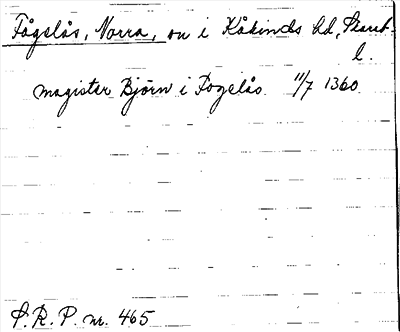 Fågelås, Norra, sn i Kåkinds hd, Skarab.
l.
magister Björn i Fogelås 11/7 1360
S. R. P. nr. 465